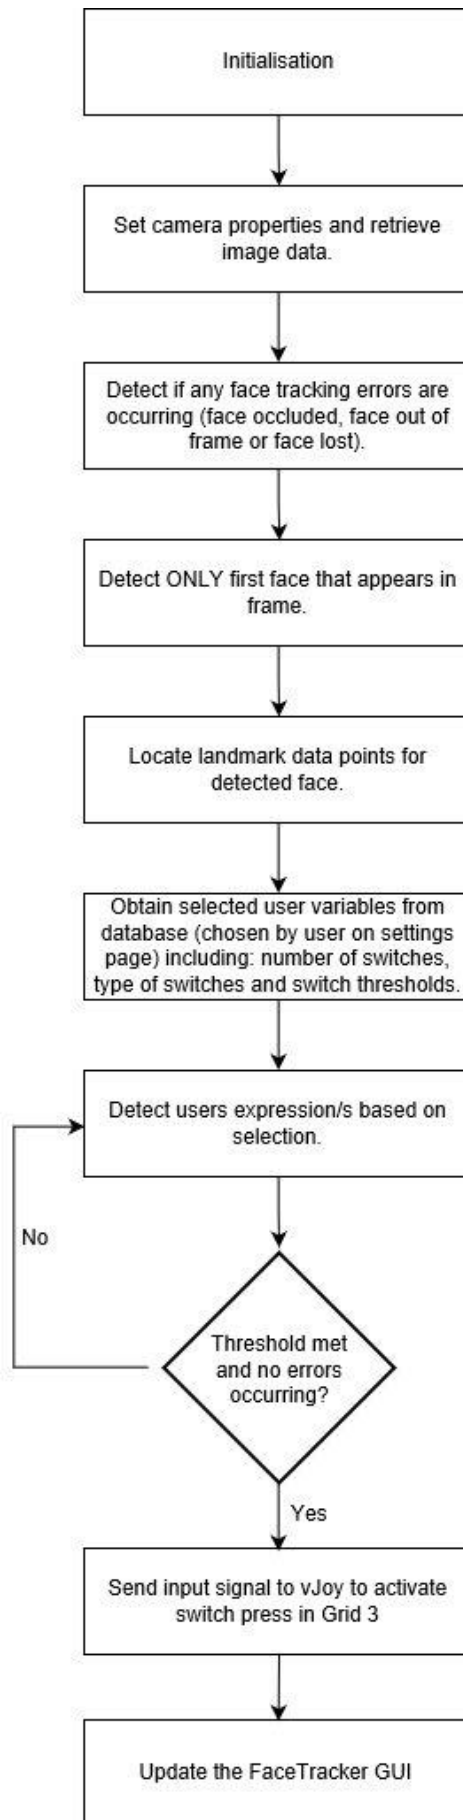 Initialisation
Set camera properties and retrieve
image data.
Detect if any face tracking errors are
occurring (face occluded, face out of
frame or face lost).
Detect ONLY first face that appears in
frame.
Locate landmark data points for
detected face.
Obtain selected user variables from
database (chosen by user on settings
page) including: number of switches,
type of switches and switch thresholds.
Detect users expression/s based on
selection.
No
Threshold met
and no errors
occurring?
Yes
Send input signal to vJoy to activate
switch press in Grid 3
Update the FaceTracker GUI